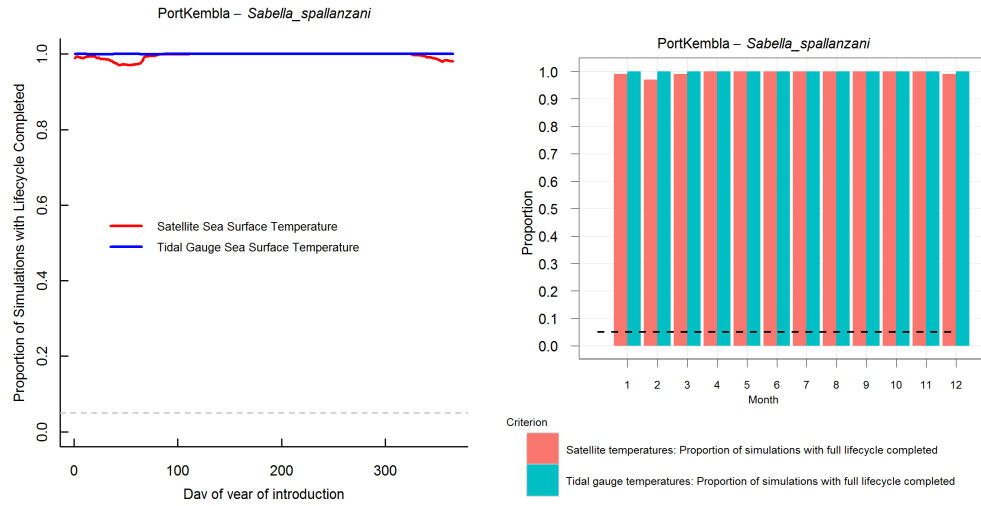 PortKembla – Sabella_spallanzani
Proportion of Simulations with Lifecycle Completed
1.0
0.8
0.6
0.4
0.2
0.0
Satellite Sea Surface Temperature
Tidal Gauge Sea Surface Temperature
0 100 200 300
Day of year of introduction
PortKembla – Sabella_spallanzani
Proportion
1.0
0.9
0.8
0.7
0.6
0.5
0.4
0.3
0.2
0.1
0.0
1 2 3 4 5 6 7 8 9 10 11 12
Month
Criterion
Satellite temperatures: Proportion of simulations with full lifecycle completed
Tidal gauge temperatures: Proportion of simulations with full lifecycle completed